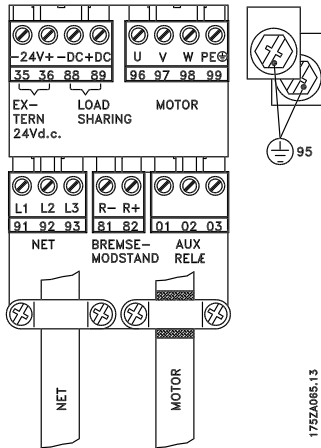 -24V+ -DC+DC
35 36 88 89
EX-
TERN
24Vd.c.
LOAD
SHARING
U V W PE
96 97 98 99
MOTOR
95
L1 L2 L3
91 92 93
NET
R- R+
81 82
BREMSE-
MODSTAND
01 02 03
AUX
RELÆ
NET
MOTOR
175ZA065.13